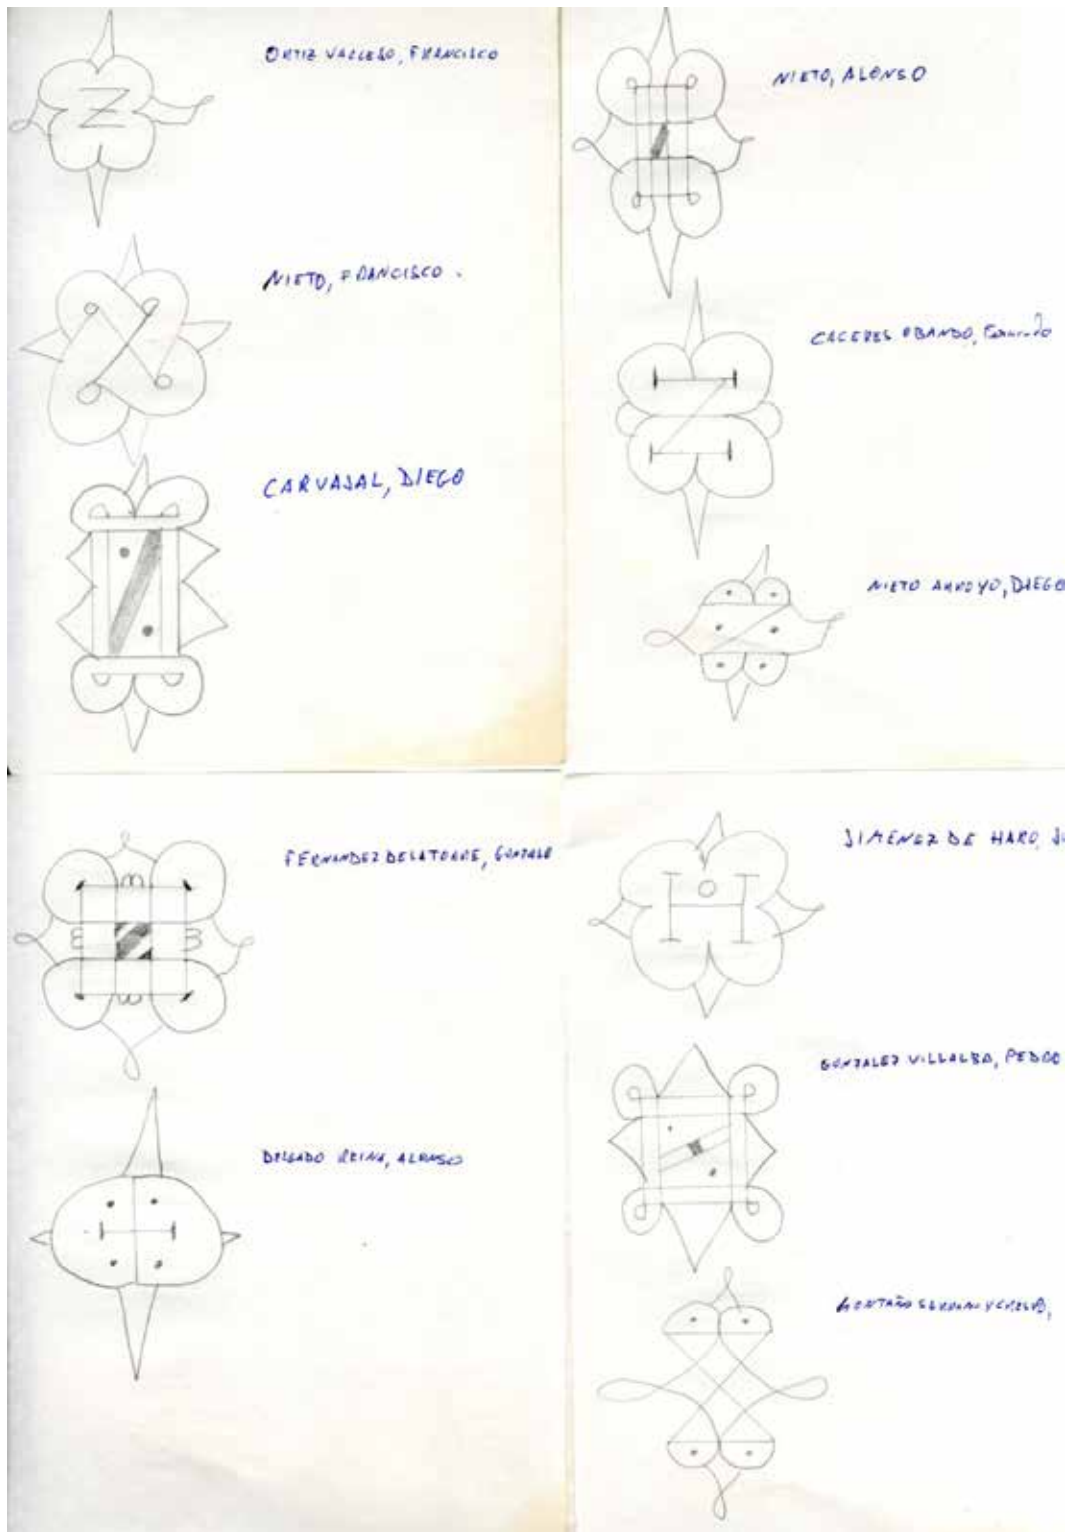 ORTIZ VALLEJO, FRANCISCO
NIETO, FRANCISCO.
CARVAJAL, DIEGO
NIETO, ALONSO
CACERES OBANDO, Fernando
NIETO ARROYO, DIEGO
FERNANDEZ DE LA TORRE, GONZALO
DELGADO REINA, ALONSO
JIMENEZ DE HARO,
GONZALEZ VILLALBA, PEDRO